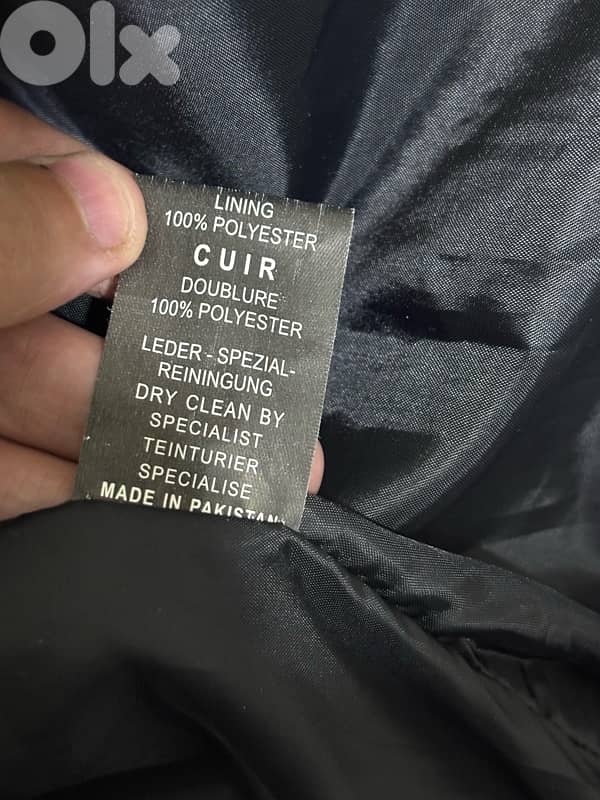 Olx
LINING
100% POLYESTER
CUIR
DOUBLURE
100% POLYESTER
LEDER - SPEZIAL-
REININGUNG
DRY CLEAN BY
SPECIALIST
TEINTURIER
SPECIALISE
MADE IN PAKISTAN